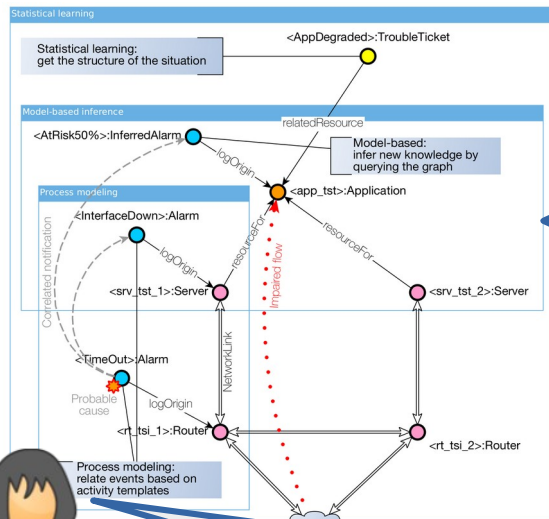 Statistical learning
<AppDegraded>:TroubleTicket
Statistical learning:
get the structure of the situation
relatedResource
Model-based inference
<AtRisk50%>:InferredAlarm
Model-based:
infer new knowledge by
querying the graph
logOrigin
<app_tst>:Application
Process modeling
<InterfaceDown>:Alarm
logOrigin
resourceFor
resourceFor
Impaired flow
Correlated notification
<srv_tst_1>:Server
<srv_tst_2>:Server
NetworkLink
<TimeOut>:Alarm
Probable
cause
logOrigin
<rt_tsi_1>:Router
<rt_tsi_2>:Router
Process modeling:
relate events based on
activity templates